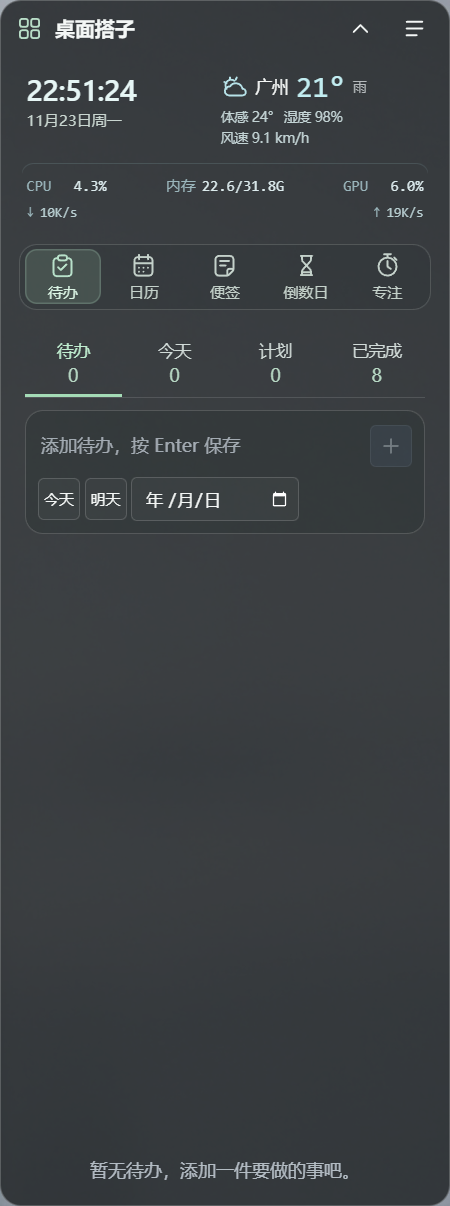 桌面搭子
22:51:24
11月23日周一
广州 21° 雨
体感 24° 湿度 98%
风速 9.1 km/h
CPU 4.3% 内存 22.6/31.8G GPU 6.0%
↓ 10K/s ↑ 19K/s
待办 日历 便签 倒数日 专注
待办 今天 计划 已完成
0 0 0 8
添加待办，按 Enter 保存
今天 明天 年 /月/日
暂无待办，添加一件要做的事吧。